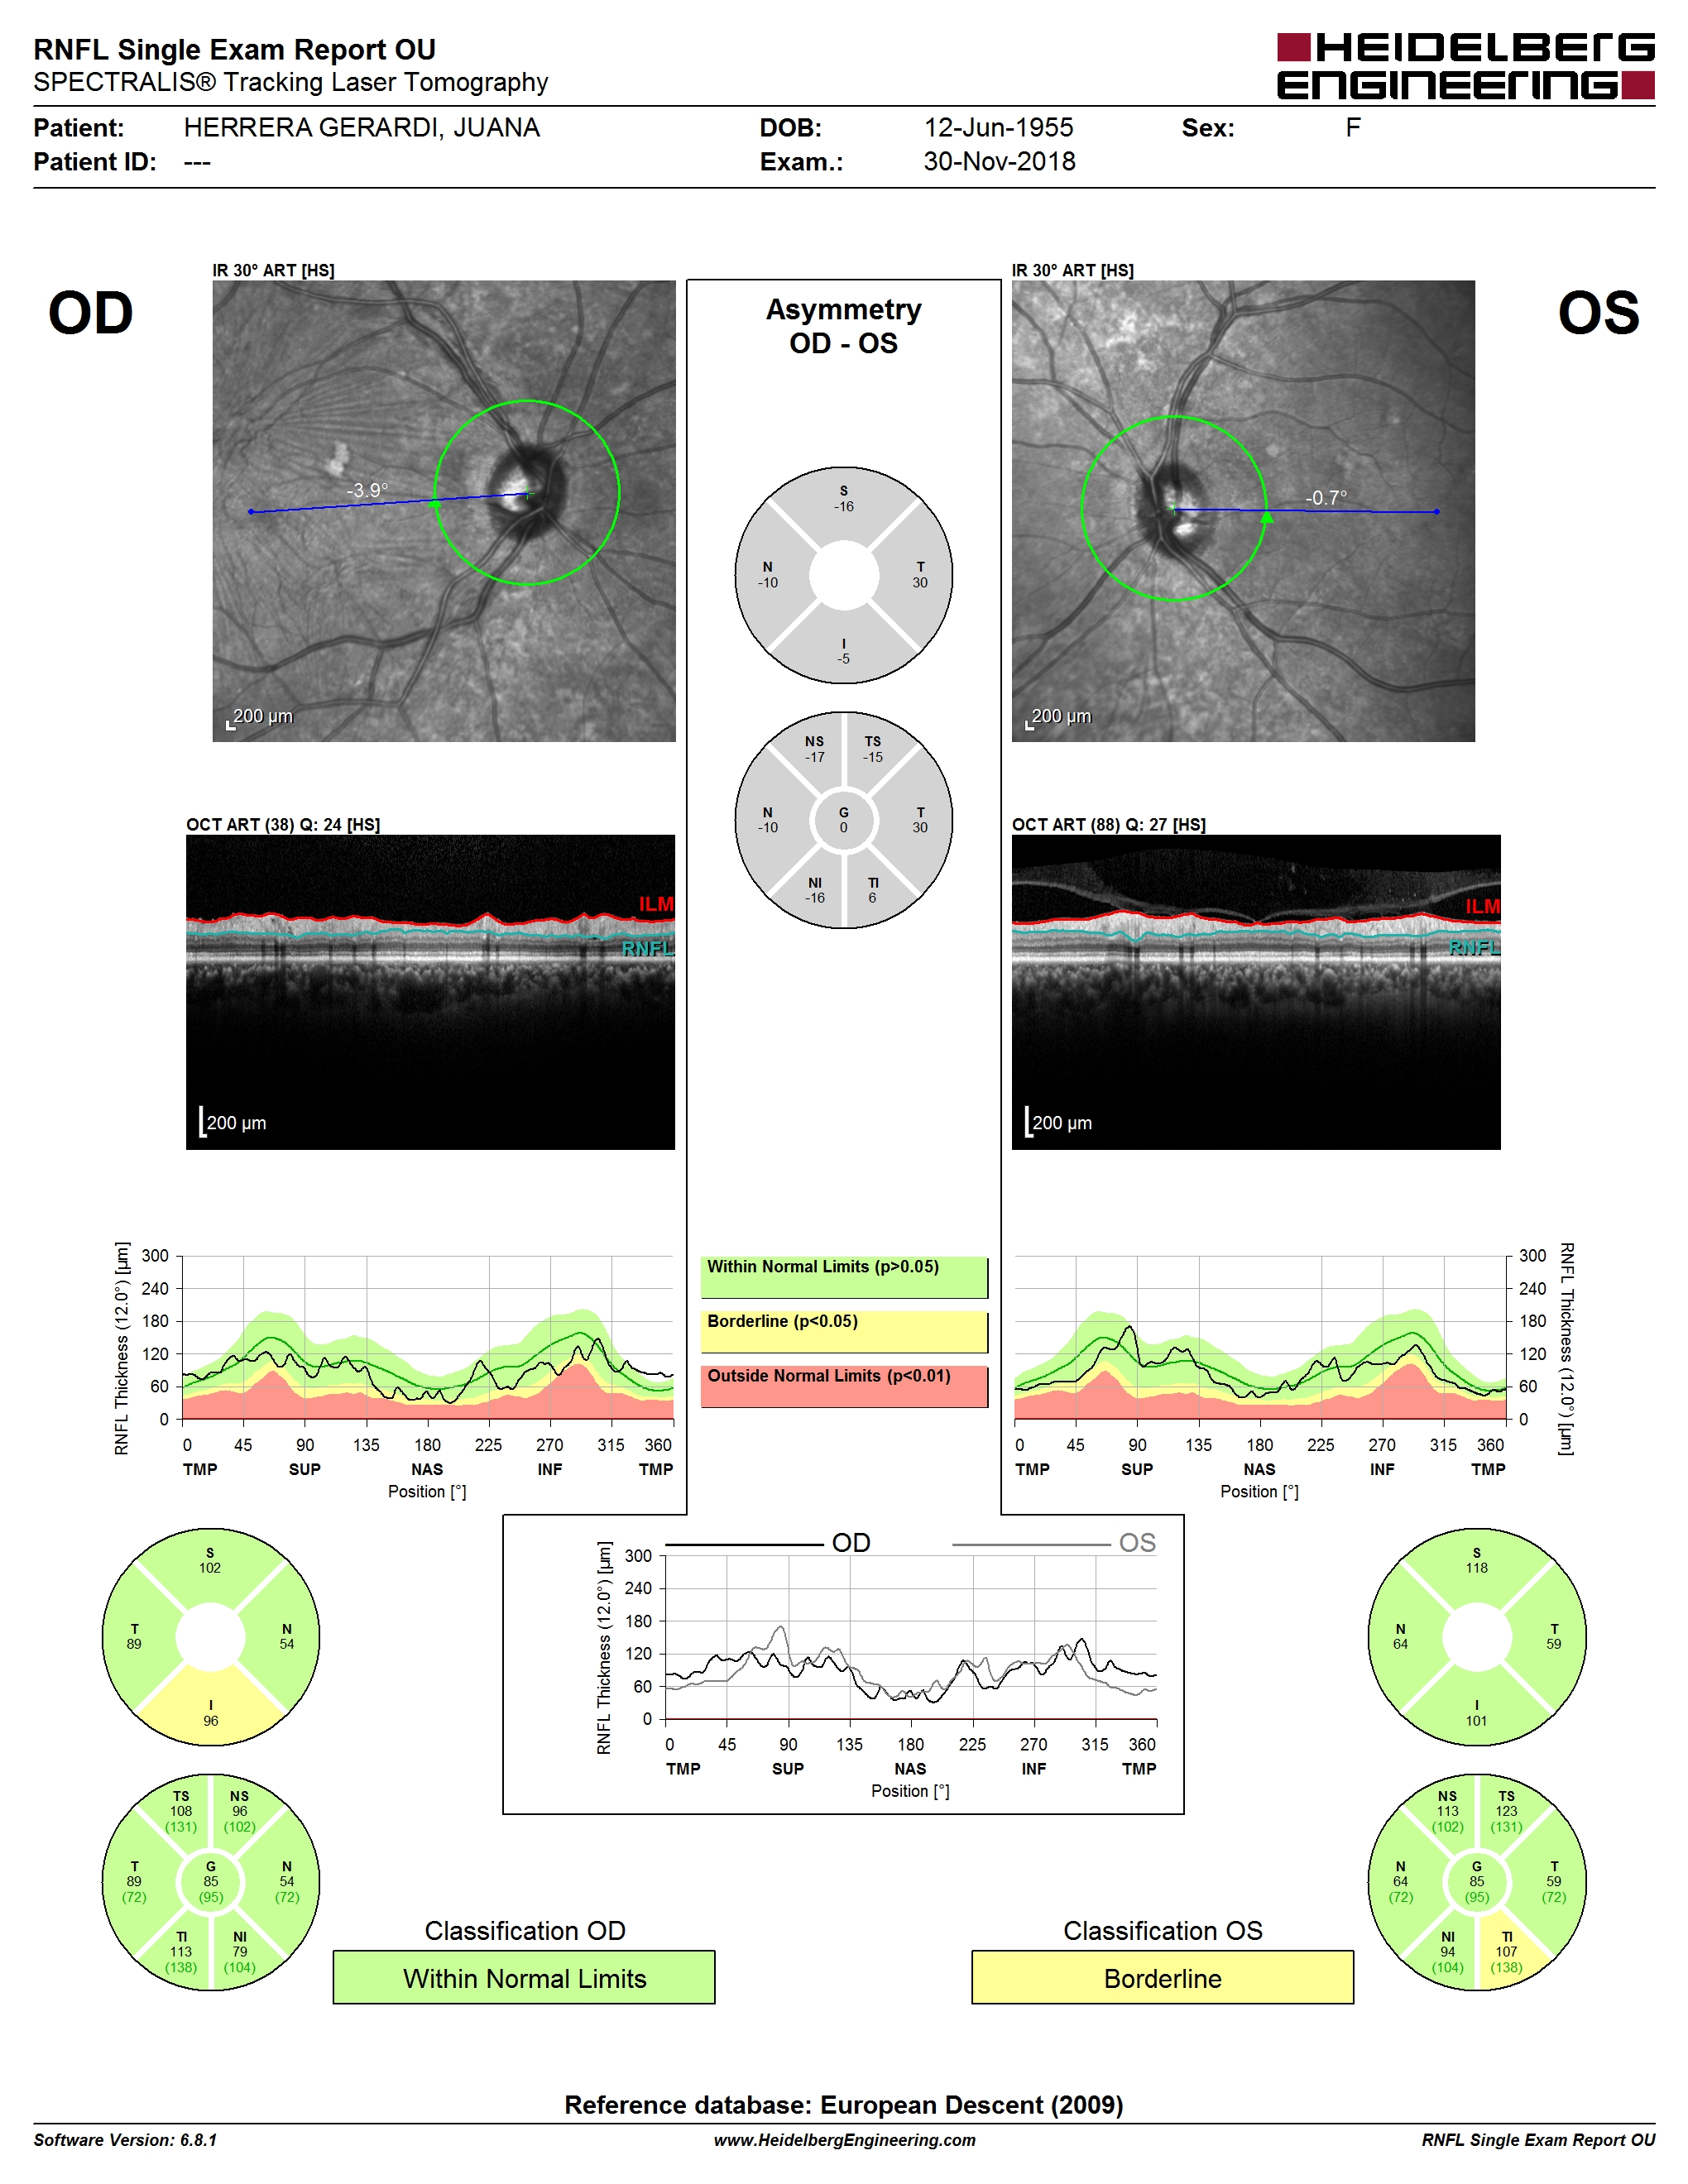 RNFL Single Exam Report OU
SPECTRALIS® Tracking Laser Tomography
HEIDELBERG
ENGINEERING
Patient: HERRERA GERARDI, JUANA DOB: 12-Jun-1955 Sex: F
Patient ID: --- Exam.: 30-Nov-2018
OD
IR 30° ART [HS]
-3.9°
200 µm
Asymmetry
OD - OS
S
-16
N
-10
T
30
I
-5
NS
-17
TS
-15
N
-10
G
0
T
30
NI
-16
TI
6
IR 30° ART [HS]
OS
-0.7°
200 µm
OCT ART (38) Q: 24 [HS]
ILM
RNFL
200 µm
OCT ART (88) Q: 27 [HS]
ILM
RNFL
200 µm
RNFL Thickness (12.0°) [µm]
300
240
180
120
60
0
0 45 90 135 180 225 270 315 360
TMP SUP NAS INF TMP
Position [°]
Within Normal Limits (p>0.05)
Borderline (p<0.05)
Outside Normal Limits (p<0.01)
300
240
180
120
60
0
RNFL Thickness (12.0°) [µm]
0 45 90 135 180 225 270 315 360
TMP SUP NAS INF TMP
Position [°]
S
102
T
89
N
54
I
96
OD OS
RNFL Thickness (12.0°) [µm]
300
240
180
120
60
0
0 45 90 135 180 225 270 315 360
TMP SUP NAS INF TMP
Position [°]
S
118
N
64
T
59
I
101
TS
108
(131)
NS
96
(102)
T
89
(72)
G
85
(95)
N
54
(72)
TI
113
(138)
NI
79
(104)
Classification OD
Within Normal Limits
Classification OS
Borderline
NS
113
(102)
TS
123
(131)
N
64
(72)
G
85
(95)
T
59
(72)
NI
94
(104)
TI
107
(138)
Reference database: European Descent (2009)
Software Version: 6.8.1 www.HeidelbergEngineering.com RNFL Single Exam Report OU